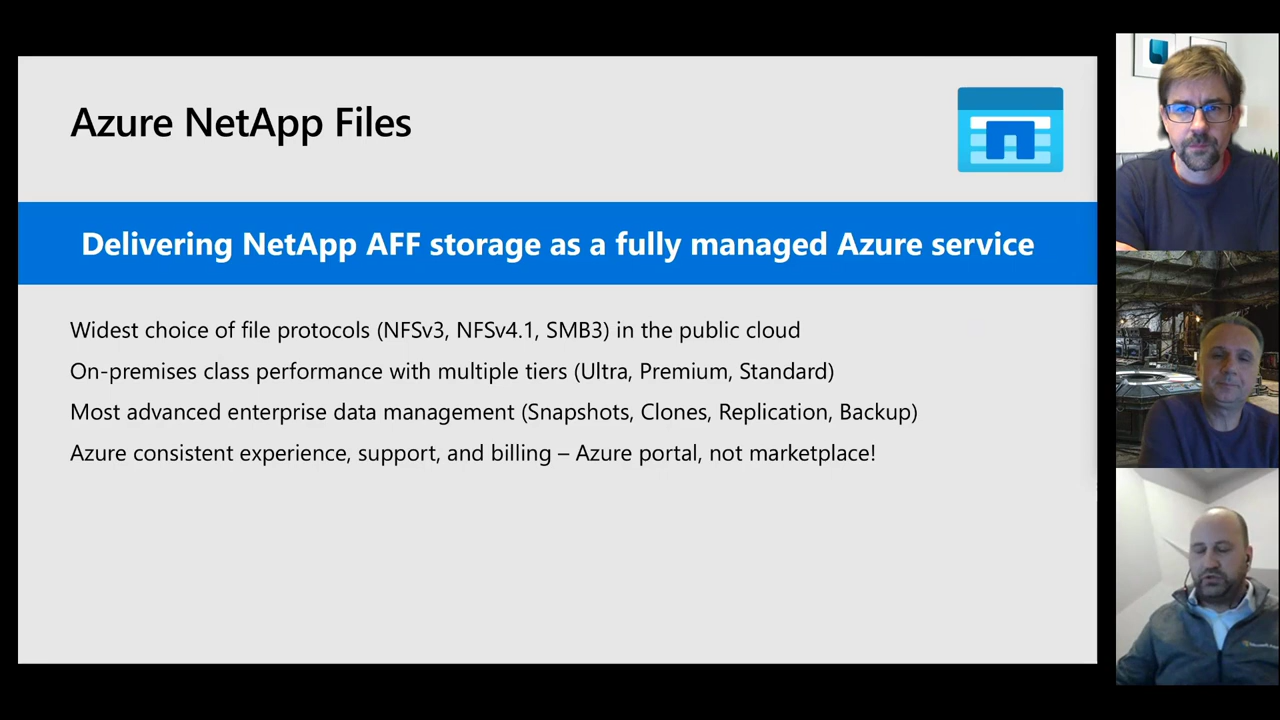 Azure NetApp Files
Delivering NetApp AFF storage as a fully managed Azure service
Widest choice of file protocols (NFSv3, NFSv4.1, SMB3) in the public cloud
On-premises class performance with multiple tiers (Ultra, Premium, Standard)
Most advanced enterprise data management (Snapshots, Clones, Replication, Backup)
Azure consistent experience, support, and billing – Azure portal, not marketplace!